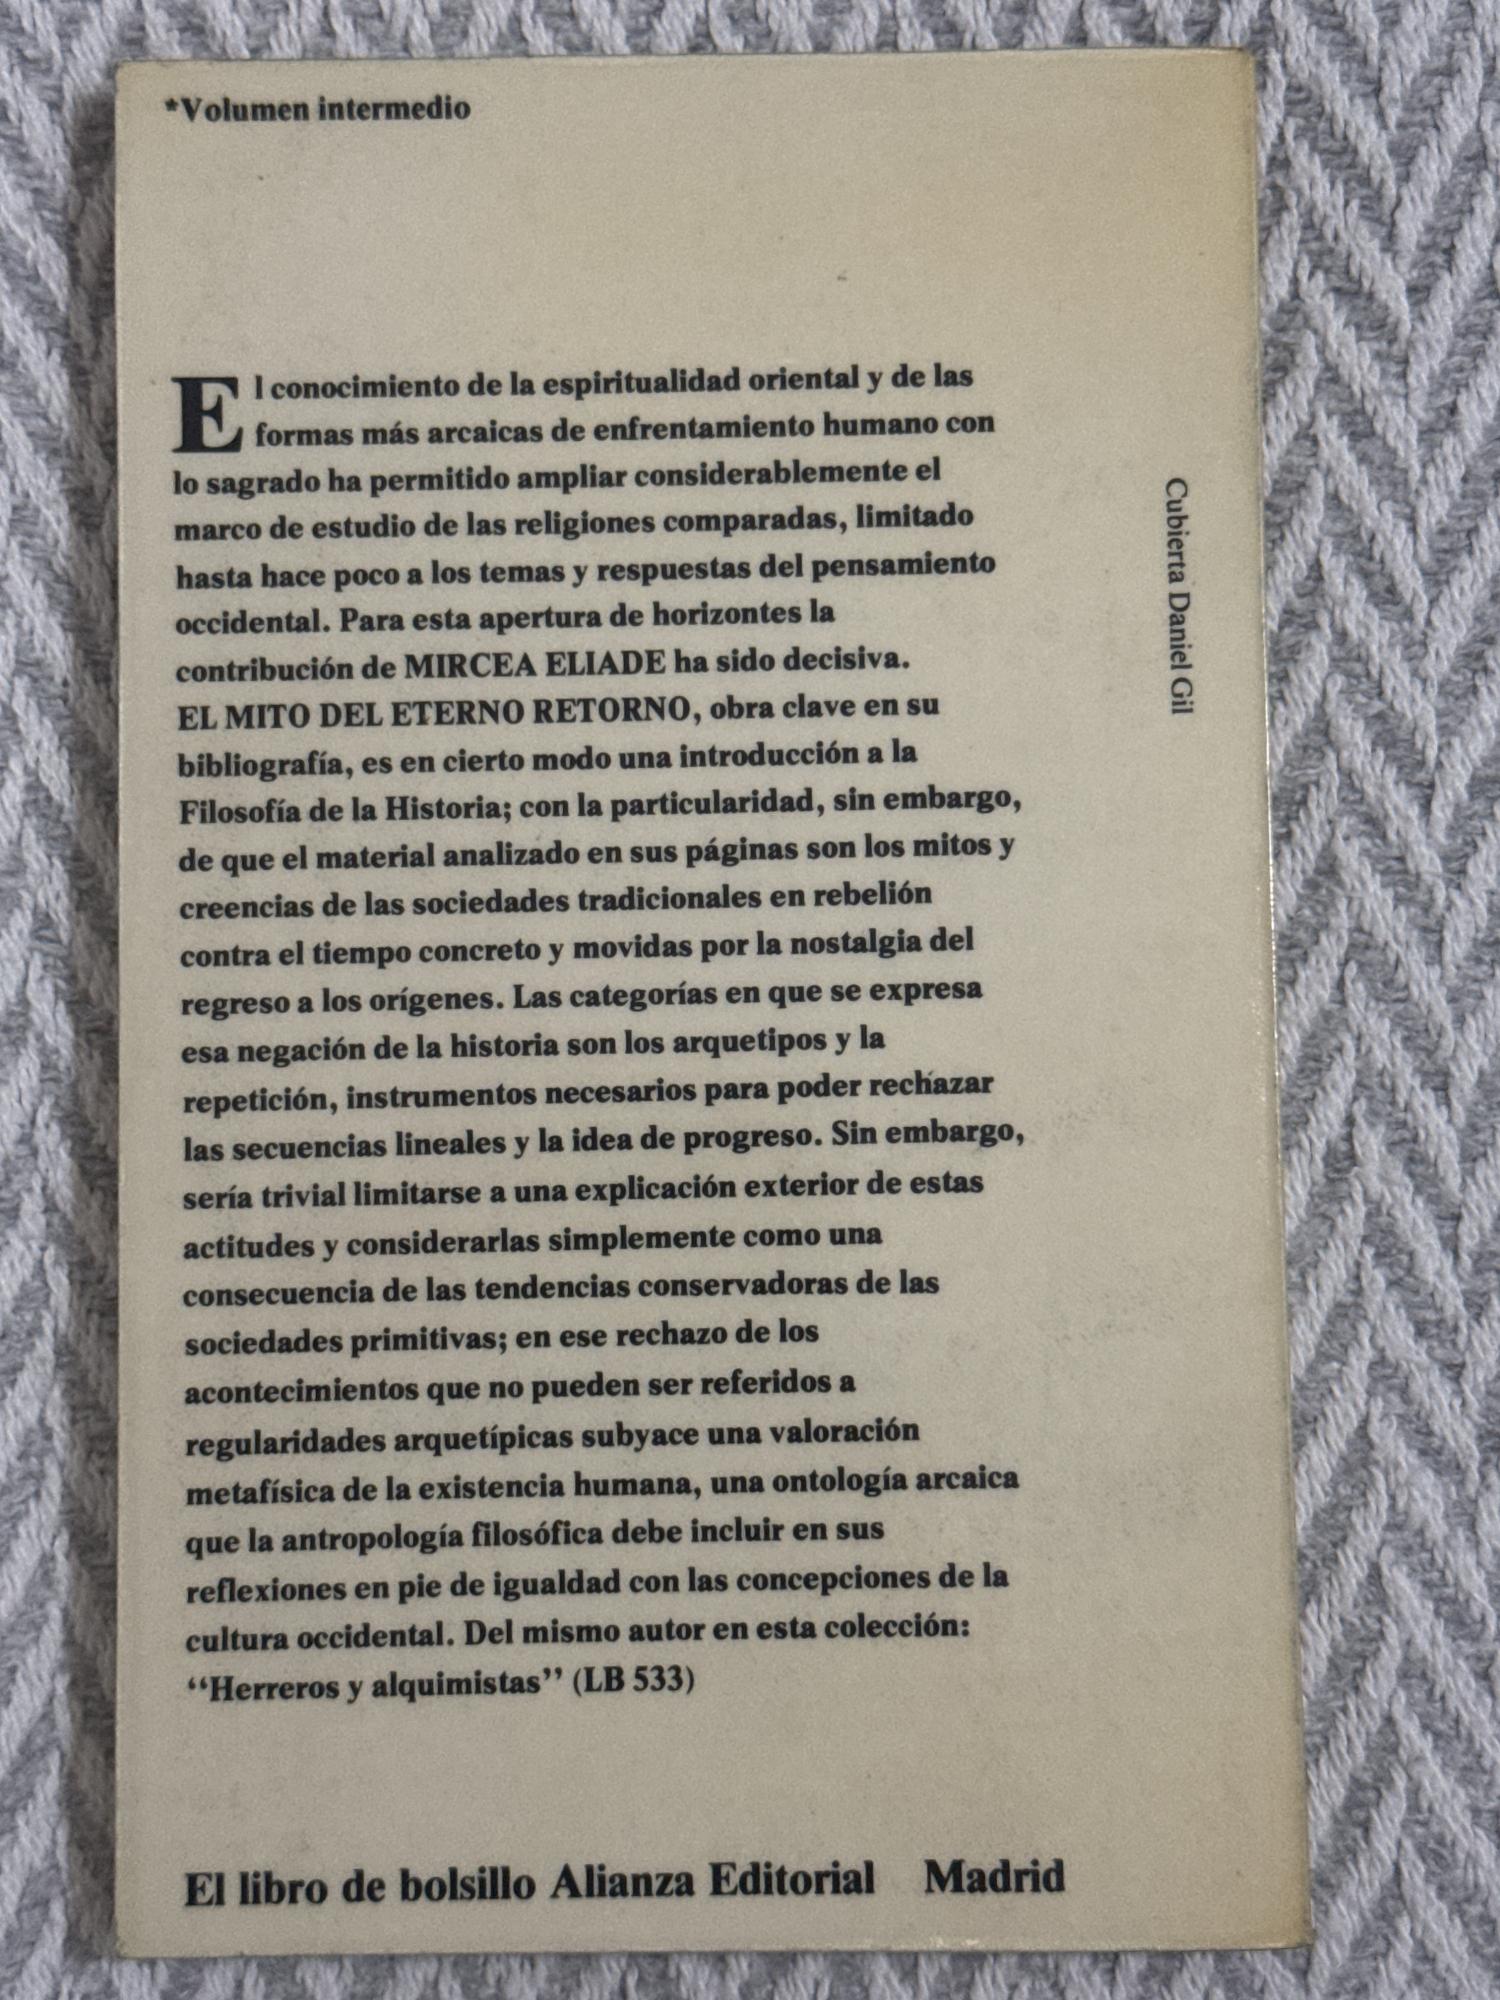 *Volumen intermedio
El conocimiento de la espiritualidad oriental y de las
formas más arcaicas de enfrentamiento humano con
lo sagrado ha permitido ampliar considerablemente el
marco de estudio de las religiones comparadas, limitado
hasta hace poco a los temas y respuestas del pensamiento
occidental. Para esta apertura de horizontes la
contribución de MIRCEA ELIADE ha sido decisiva.
EL MITO DEL ETERNO RETORNO, obra clave en su
bibliografía, es en cierto modo una introducción a la
Filosofía de la Historia; con la particularidad, sin embargo,
de que el material analizado en sus páginas son los mitos y
creencias de las sociedades tradicionales en rebelión
contra el tiempo concreto y movidas por la nostalgia del
regreso a los orígenes. Las categorías en que se expresa
esa negación de la historia son los arquetipos y la
repetición, instrumentos necesarios para poder rechazar
las secuencias lineales y la idea de progreso. Sin embargo,
sería trivial limitarse a una explicación exterior de estas
actitudes y considerarlas simplemente como una
consecuencia de las tendencias conservadoras de las
sociedades primitivas; en ese rechazo de los
acontecimientos que no pueden ser referidos a
regularidades arquetípicas subyace una valoración
metafísica de la existencia humana, una ontología arcaica
que la antropología filosófica debe incluir en sus
reflexiones en pie de igualdad con las concepciones de la
cultura occidental. Del mismo autor en esta colección:
“Herreros y alquimistas” (LB 533)
Cubierta Daniel Gil
El libro de bolsillo Alianza Editorial Madrid